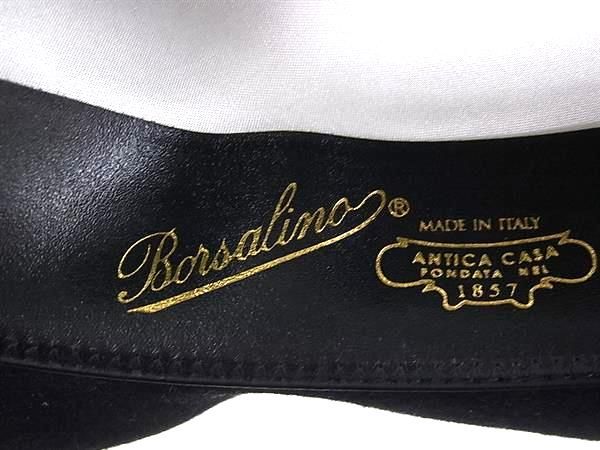 Borsalino®
MADE IN ITALY
ANTICA CASA
FONDATA NEL
1857